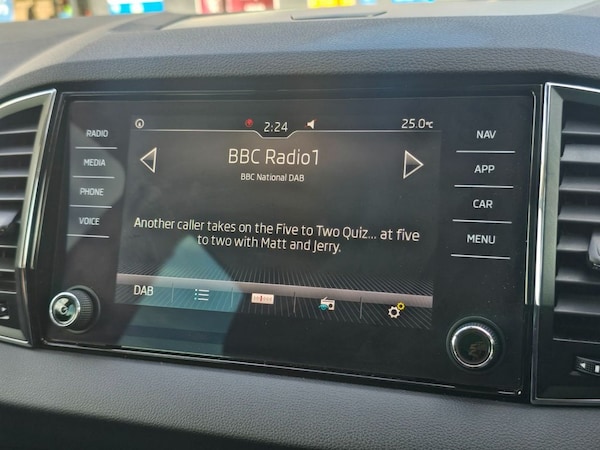 RADIO
MEDIA
PHONE
VOICE
2:24
25.0°C
BBC Radio1
BBC National DAB
Another caller takes on the Five to Two Quiz... at five
to two with Matt and Jerry.
DAB
NAV
APP
CAR
MENU